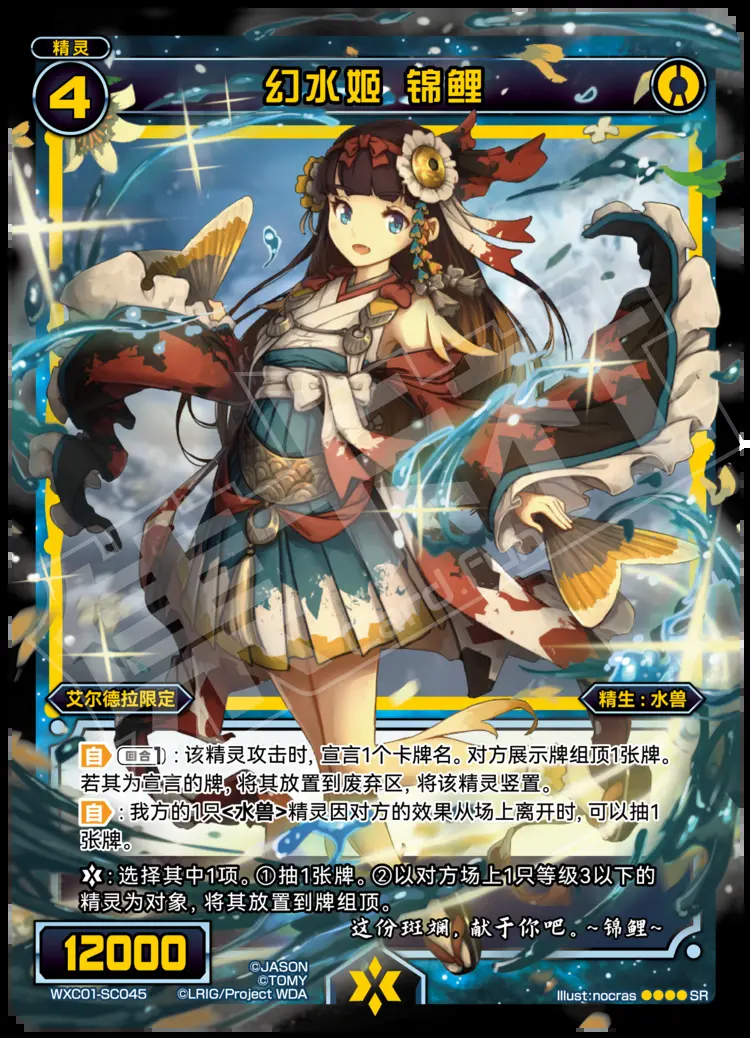 精灵
4
幻水姬 锦鲤
艾尔德拉限定
精生:水兽
自 回合1:该精灵攻击时,宣言1个卡牌名。对方展示牌组顶1张牌。
若其为宣言的牌,将其放置到废弃区,将该精灵竖置。
自:我方的1只<水兽>精灵因对方的效果从场上离开时,可以抽1
张牌。
:选择其中1项。①抽1张牌。②以对方场上1只等级3以下的
精灵为对象,将其放置到牌组顶。
这份斑斓,献于你吧。~锦鲤~
12000
©JASON
©TOMY
WXC01-SC045 ©LRIG/Project WDA
Illust:nocras ●●●●SR